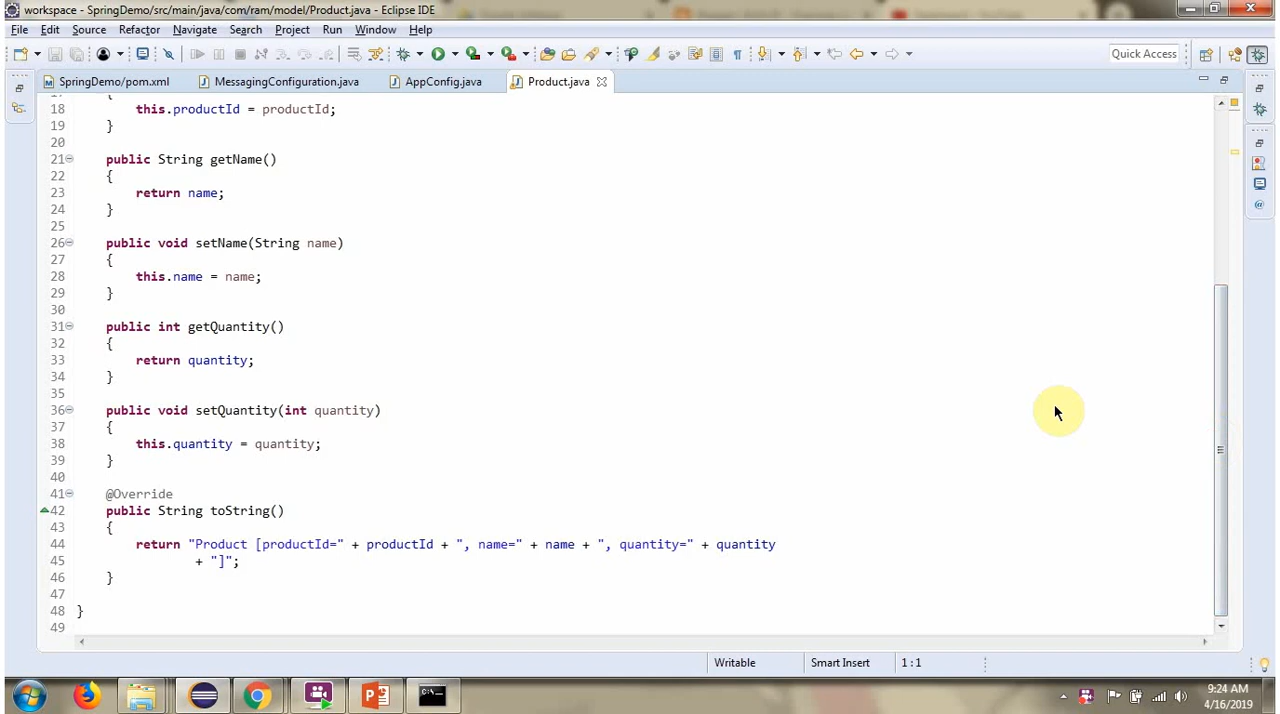 workspace - SpringDemo/src/main/java/com/ram/model/Product.java - Eclipse IDE
File Edit Source Refactor Navigate Search Project Run Window Help
Quick Access
SpringDemo/pom.xml MessagingConfiguration.java AppConfig.java Product.java
18 this.productId = productId;
19 }
20
21 public String getName()
22 {
23 return name;
24 }
25
26 public void setName(String name)
27 {
28 this.name = name;
29 }
30
31 public int getQuantity()
32 {
33 return quantity;
34 }
35
36 public void setQuantity(int quantity)
37 {
38 this.quantity = quantity;
39 }
40
41 @Override
42 public String toString()
43 {
44 return "Product [productId=" + productId + ", name=" + name + ", quantity=" + quantity
45 + "]";
46 }
47
48 }
49
Writable Smart Insert 1 : 1
9:24 AM
4/16/2019